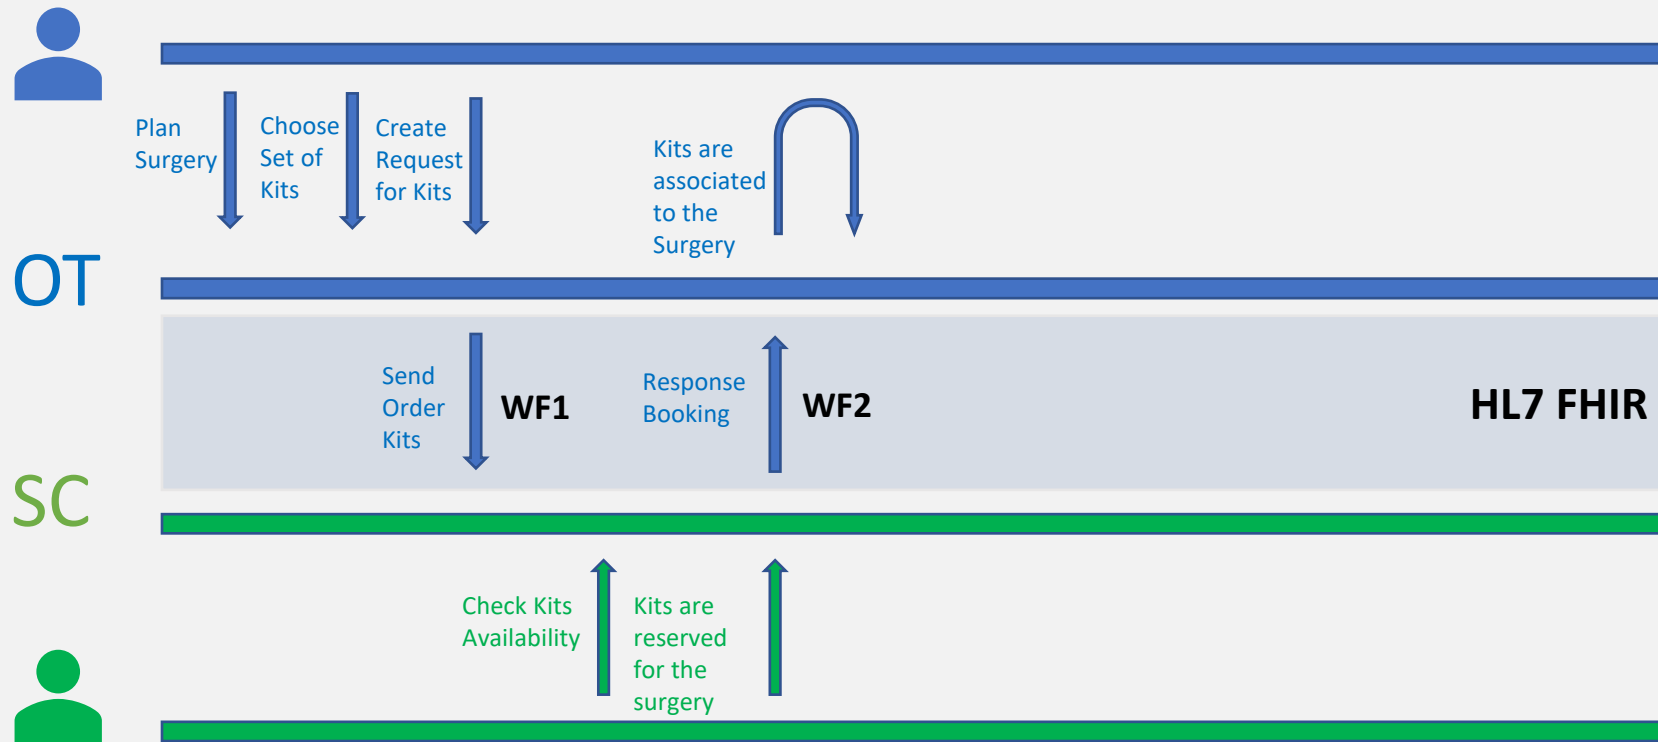 Plan
Surgery
Choose
Set of
Kits
Create
Request
for Kits
Kits are
associated
to the
Surgery
OT
Send
Order
Kits
WF1
Response
Booking
WF2
HL7 FHIR
SC
Check Kits
Availability
Kits are
reserved
for the
surgery